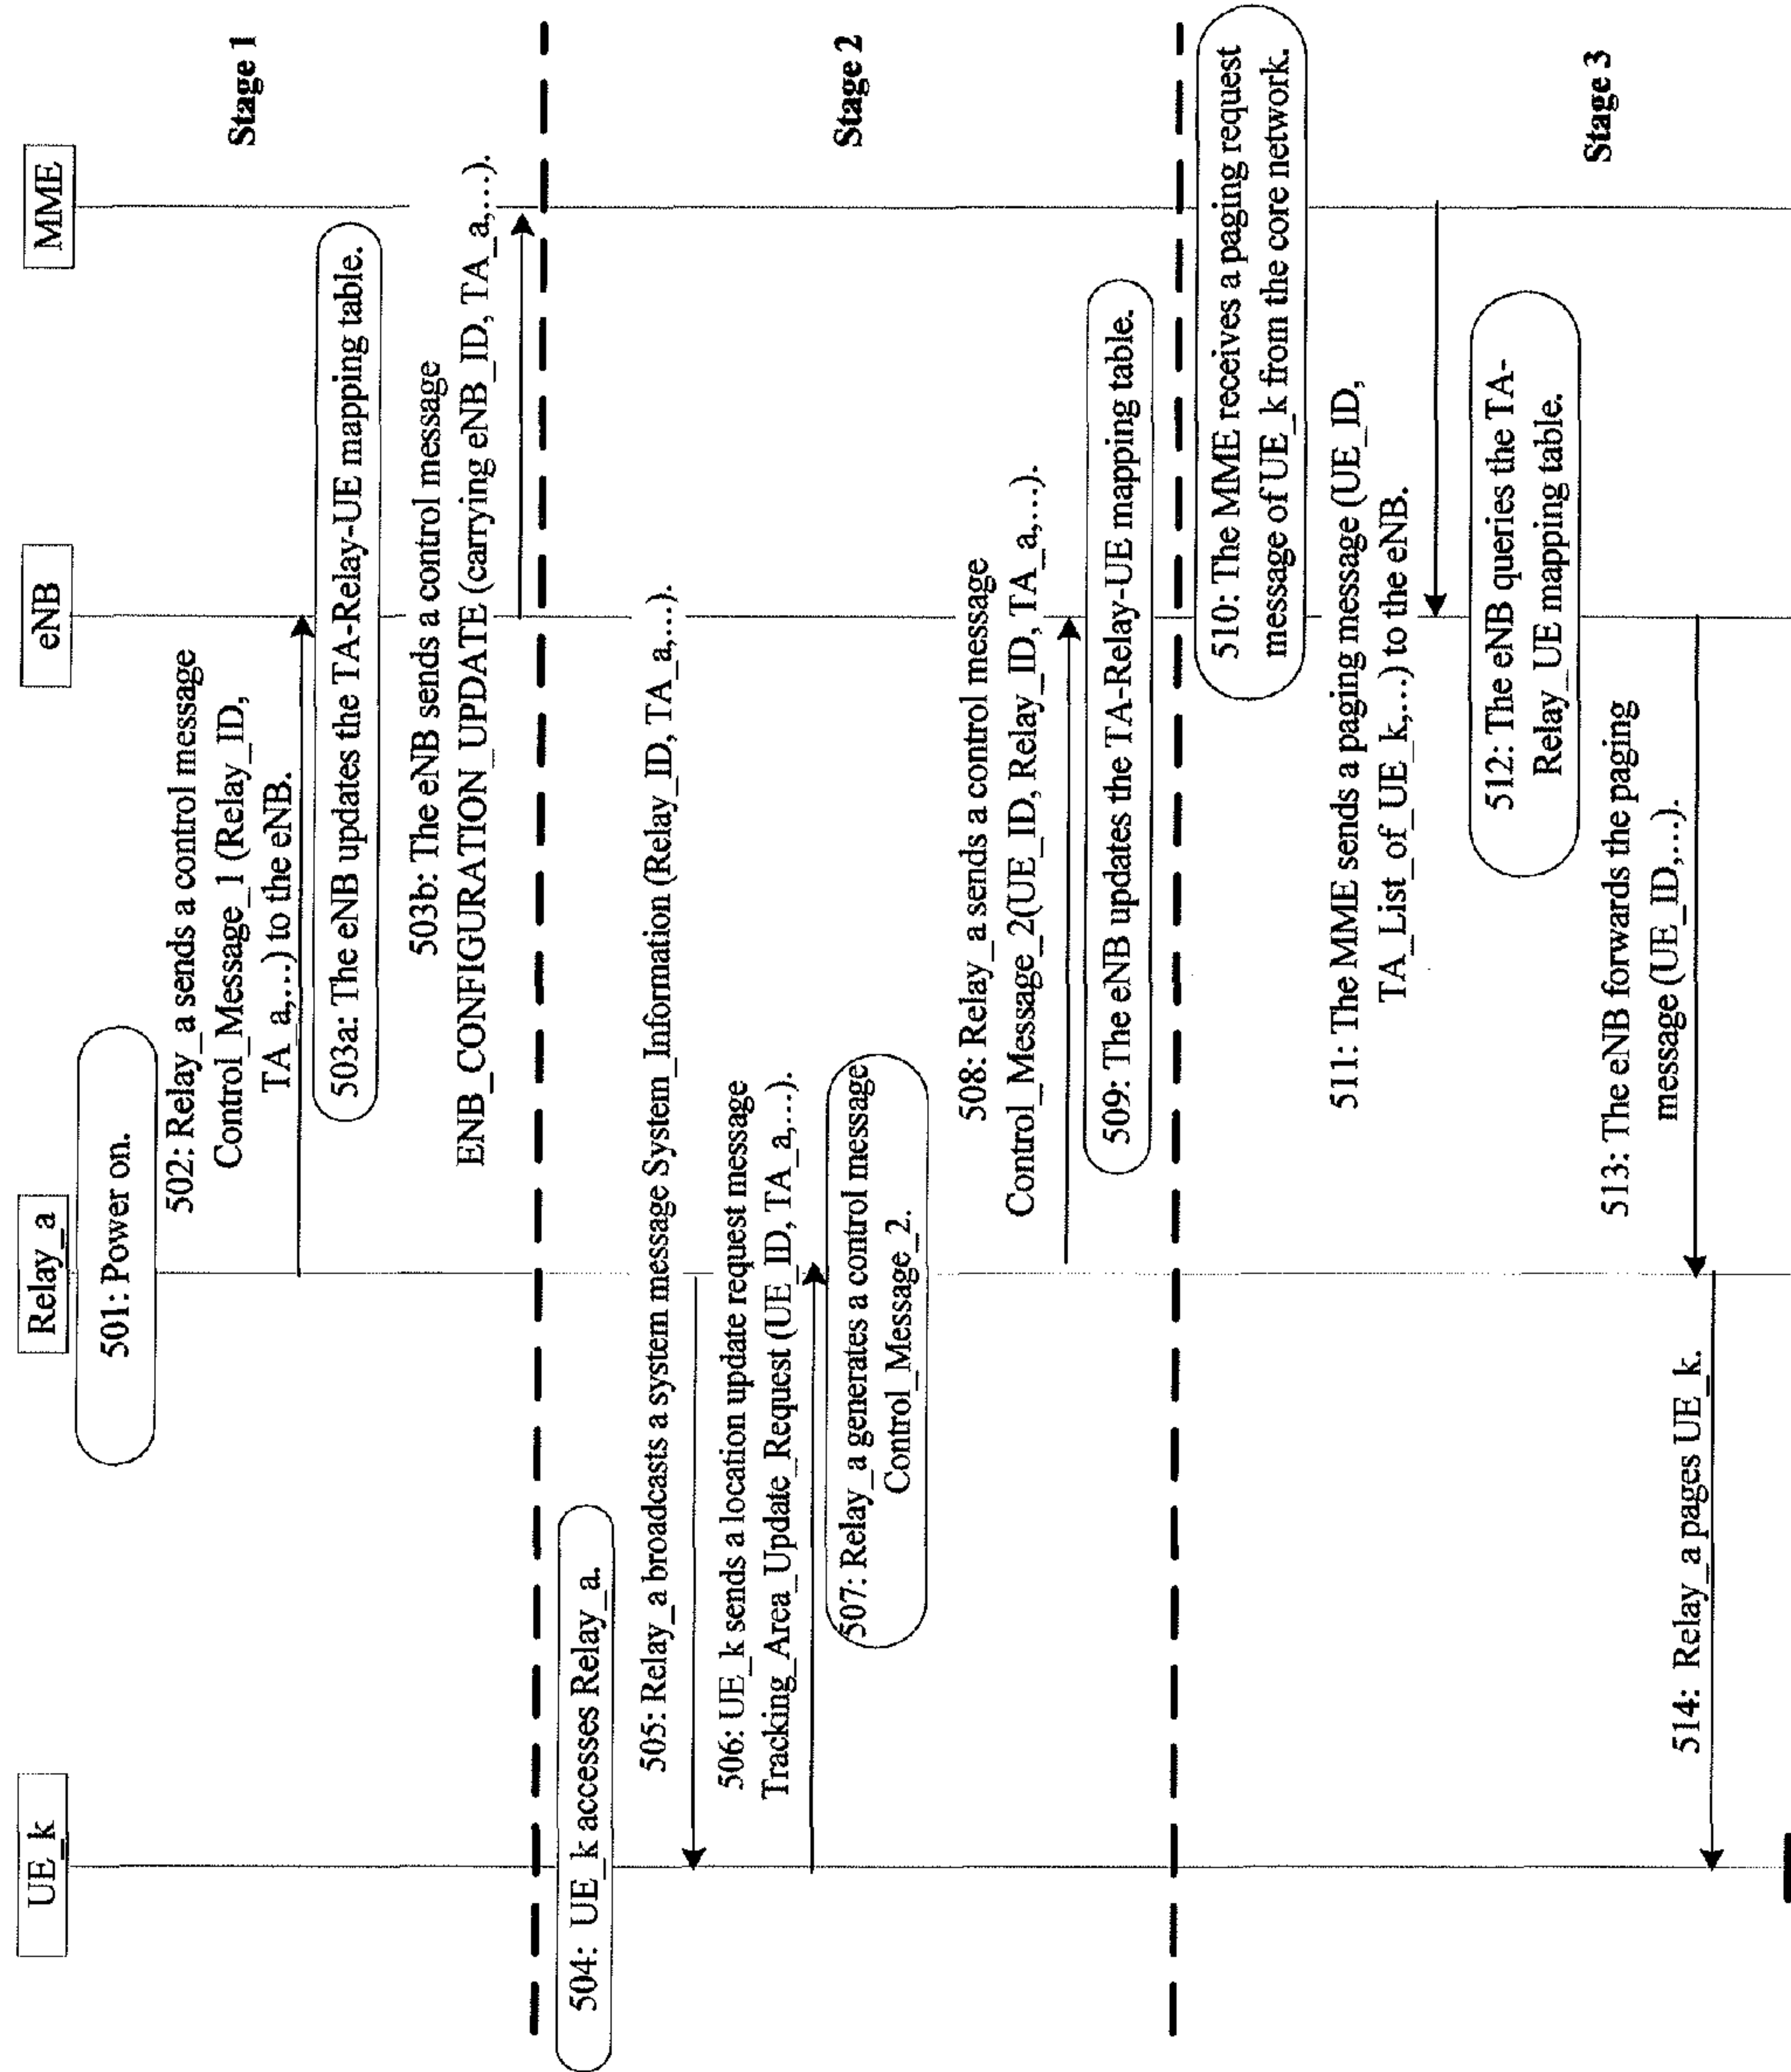 UE_k
Relay_a
eNB
MME
501: Power on.
502: Relay_a sends a control message
Control_Message_1 (Relay_ID,
TA_a,...) to the eNB.
503a: The eNB updates the TA-Relay-UE mapping table.
Stage 1
503b: The eNB sends a control message
ENB_CONFIGURATION_UPDATE (carrying eNB_ID, TA_a,...).
504: UE_k accesses Relay_a.
505: Relay_a broadcasts a system message System_Information (Relay_ID, TA_a,...).
506: UE_k sends a location update request message
Tracking_Area_Update_Request (UE_ID, TA_a,...).
507: Relay_a generates a control message
Control_Message_2.
Stage 2
508: Relay_a sends a control message
Control_Message_2(UE_ID, Relay_ID, TA_a,...).
509: The eNB updates the TA-Relay-UE mapping table.
510: The MME receives a paging request
message of UE_k from the core network.
511: The MME sends a paging message (UE_ID,
TA_List_of_UE_k,...) to the eNB.
512: The eNB queries the TA-
Relay_UE mapping table.
513: The eNB forwards the paging
message (UE_ID,...).
Stage 3
514: Relay_a pages UE_k.